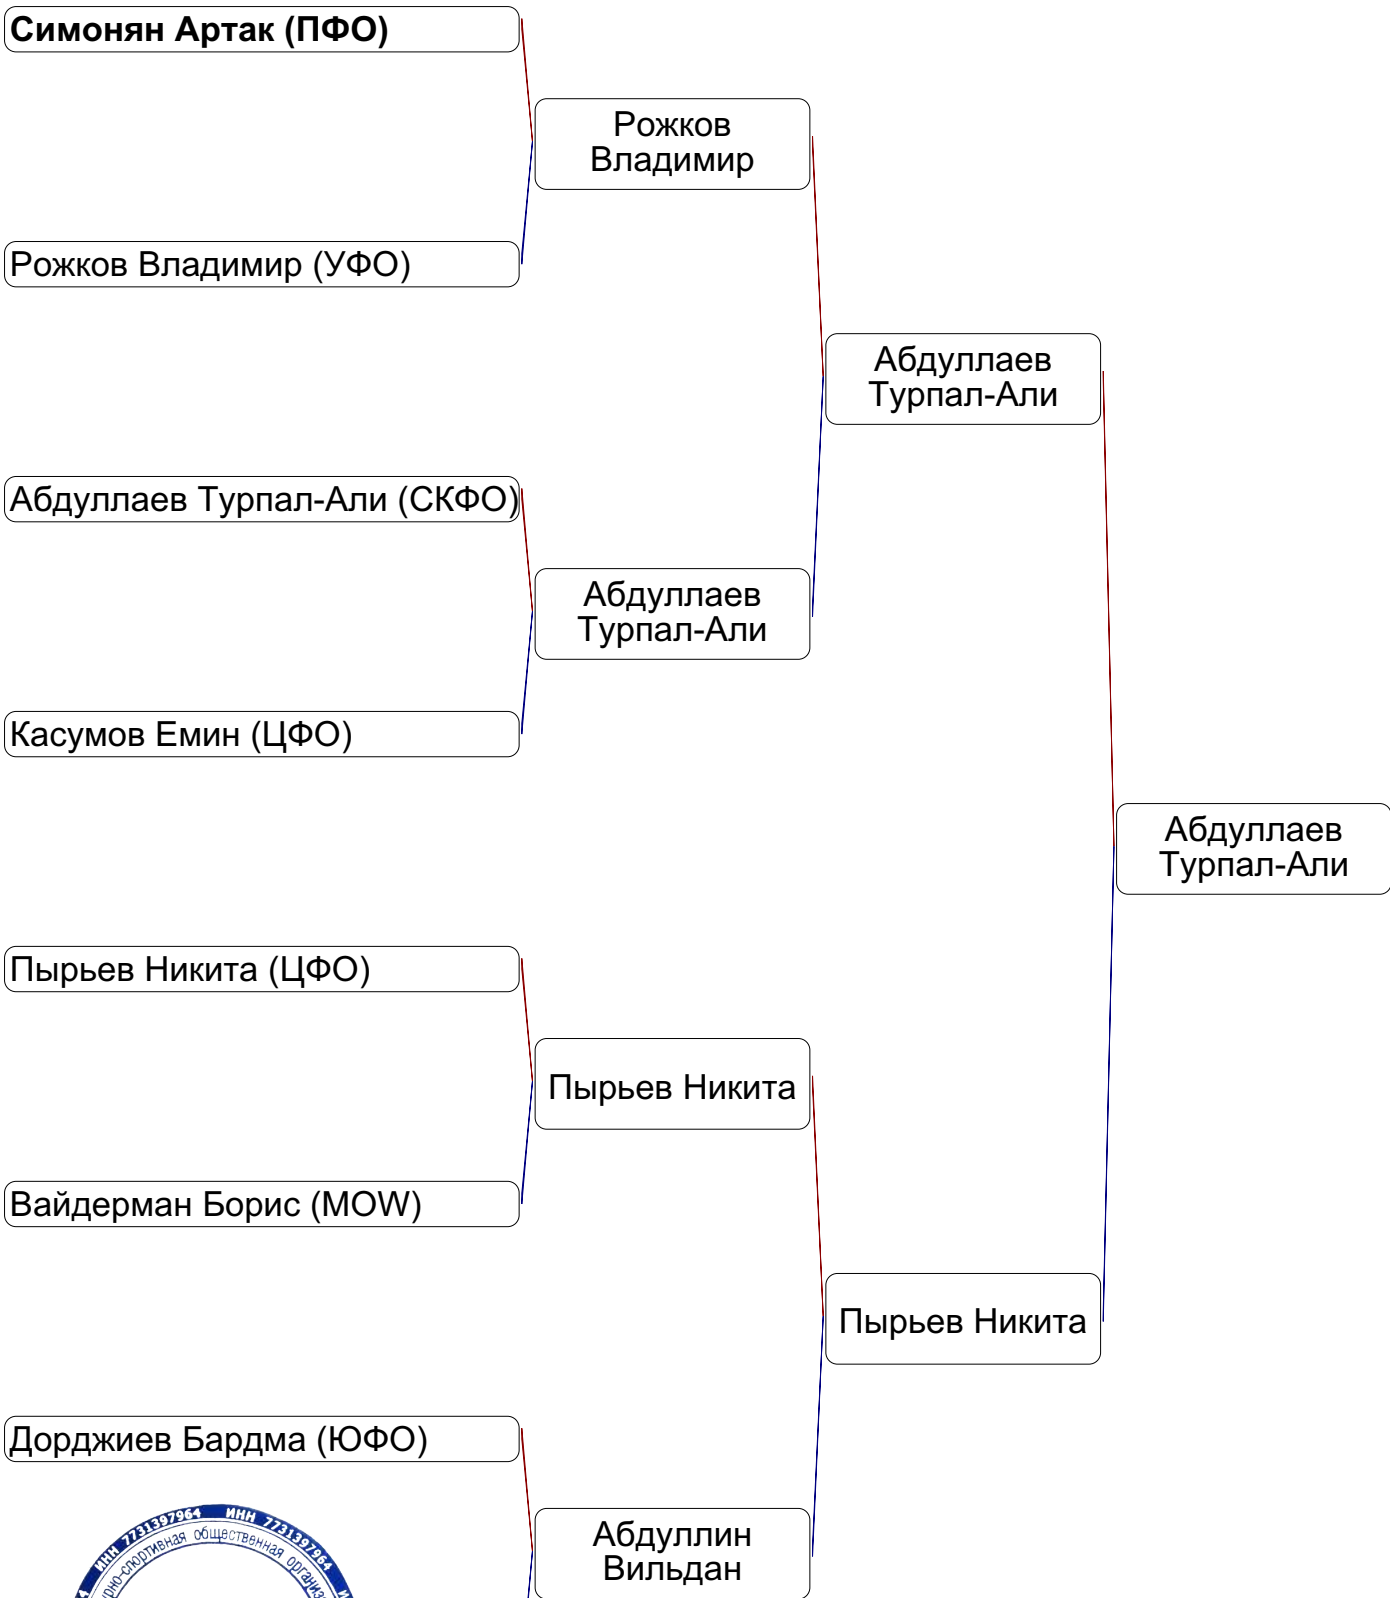 Симонян Артак (ПФО)
Рожков
Владимир
Рожков Владимир (УФО)
Абдуллаев
Турпал-Али
Абдуллаев Турпал-Али (СКФО)
Абдуллаев
Турпал-Али
Касумов Емин (ЦФО)
Абдуллаев
Турпал-Али
Пырьев Никита (ЦФО)
Пырьев Никита
Вайдерман Борис (MOW)
Пырьев Никита
Дорджиев Бардма (ЮФО)
Абдуллин
Вильдан
ИНН 7731397964 ИНН 7731397964
общественная